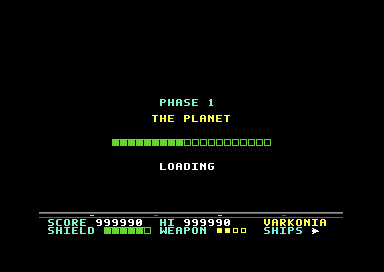 PHASE 1
THE PLANET
LOADING
SCORE 999990 HI 999990 VARKONIA
SHIELD WEAPON SHIPS